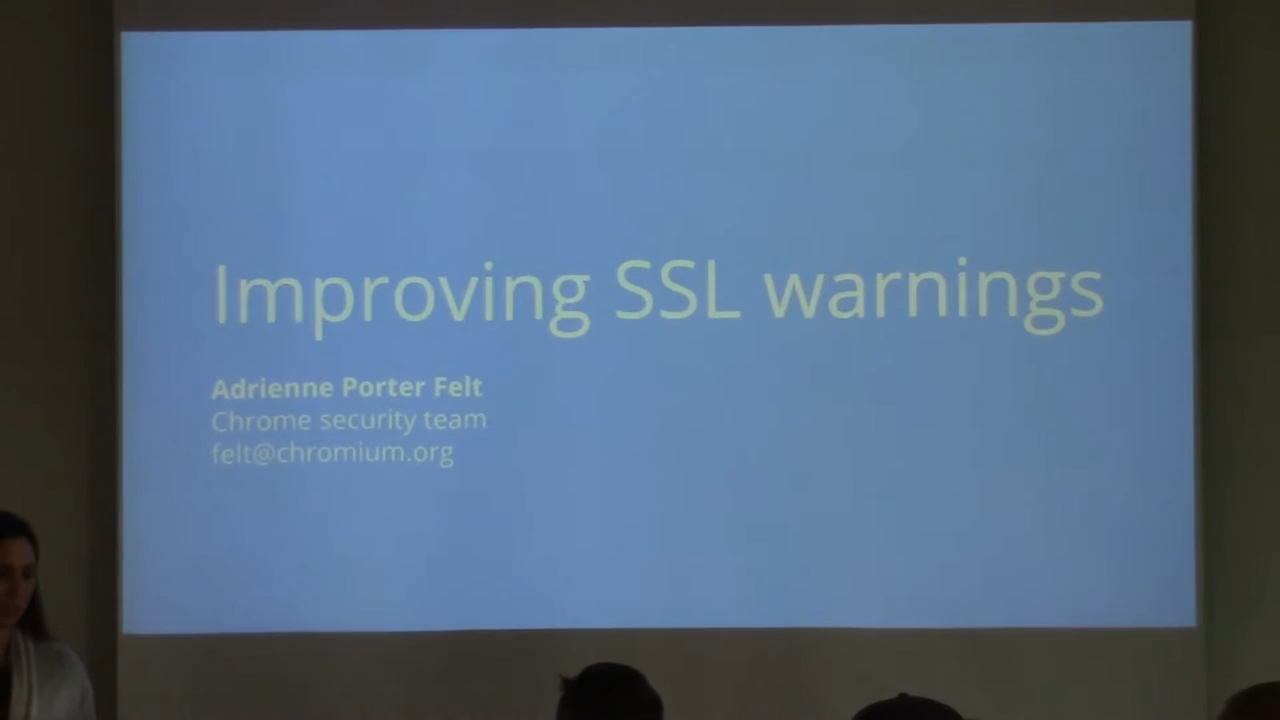 Improving SSL warnings
Adrienne Porter Felt
Chrome security team
felt@chromium.org